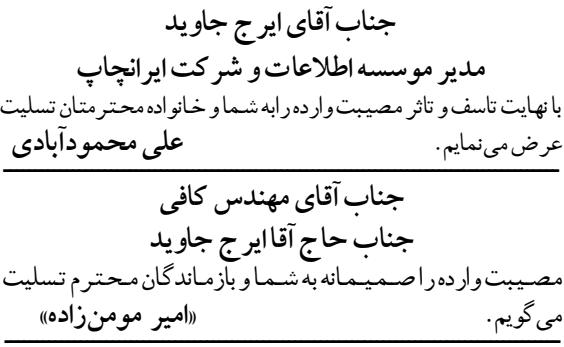 جناب آقای ایرج جاوید
مدیر موسسه اطلاعات و شرکت ایرانچاپ
با نهایت تاسف و تاثر مصیبت وارده را به شما و خانواده محترمتان تسلیت
عرض می‌نمایم. علی محمودآبادی
جناب آقای مهندس کافی
جناب حاج آقا ایرج جاوید
مصیبت وارده را صمیمانه به شما و بازماندگان محترم تسلیت
می‌گویم. «امیر مومن‌زاده»